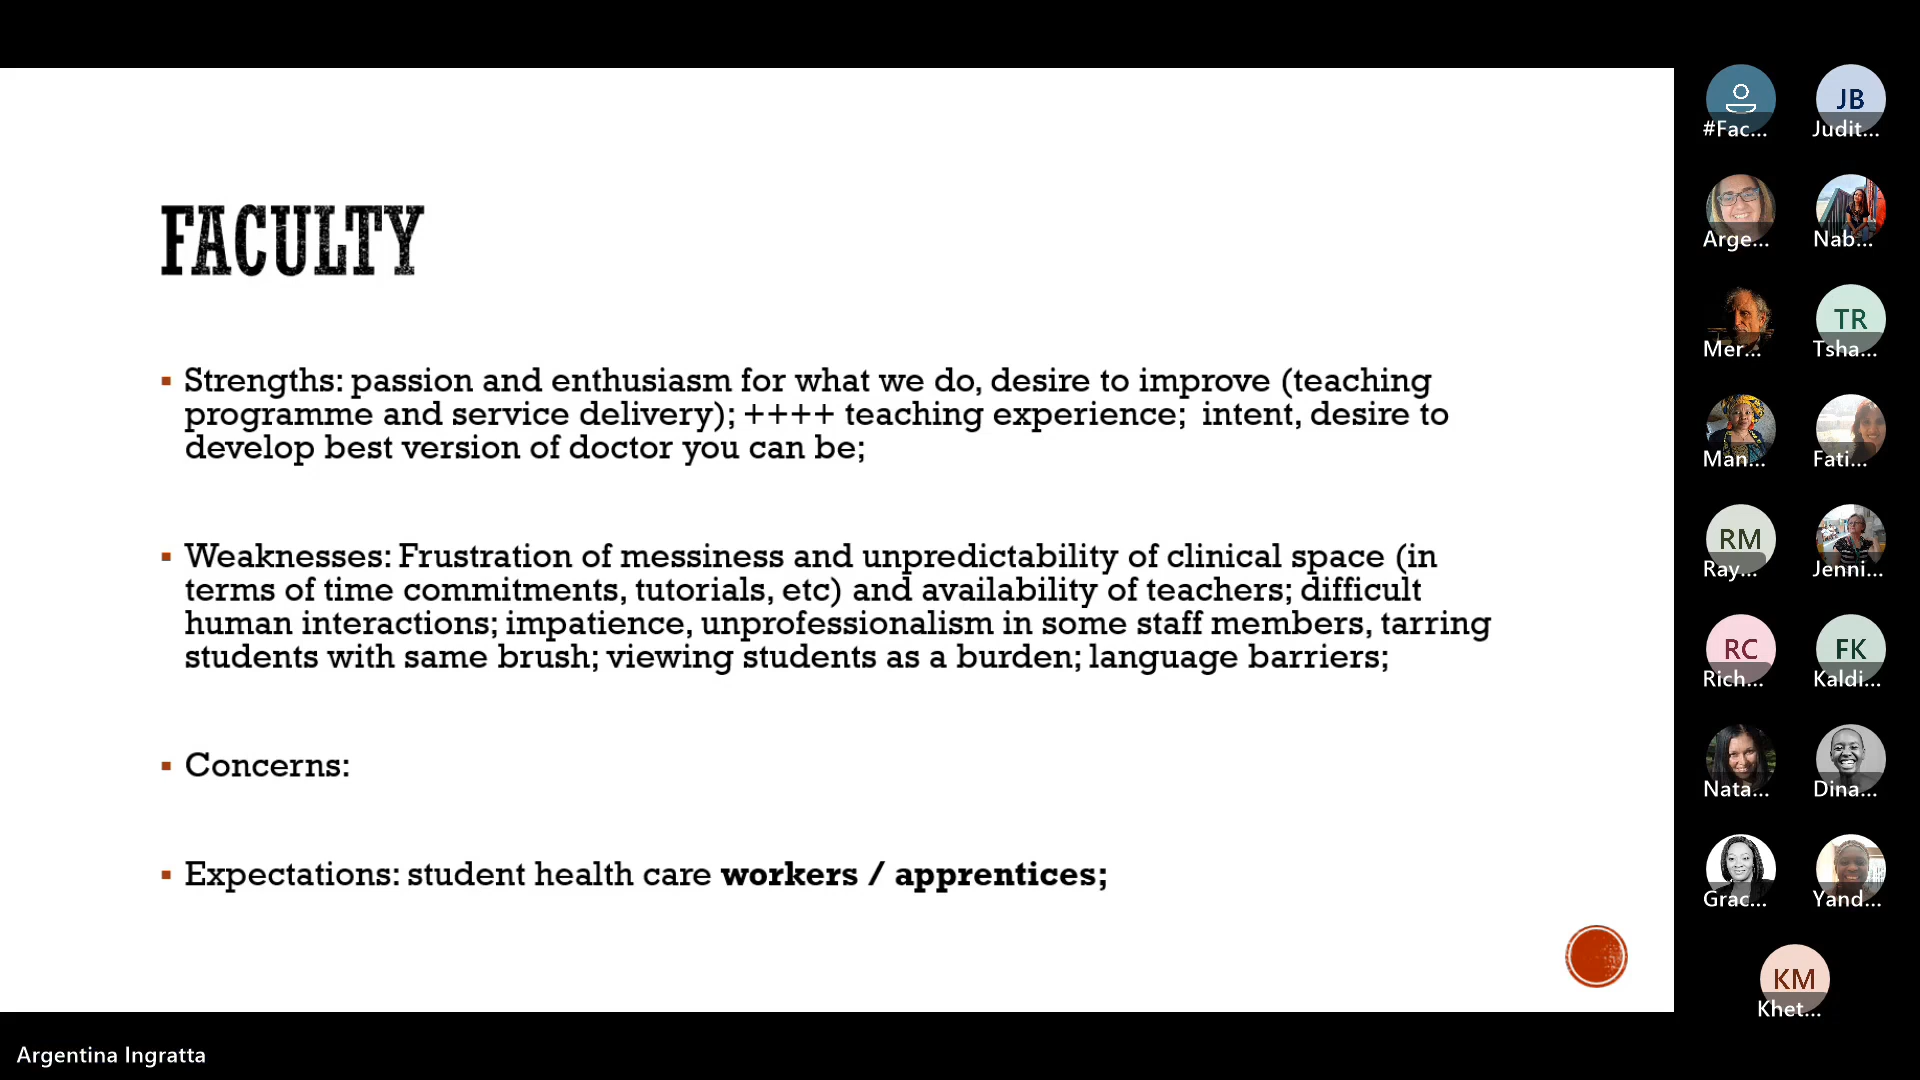 FACULTY
Strengths: passion and enthusiasm for what we do, desire to improve (teaching
programme and service delivery); ++++ teaching experience;  intent, desire to
develop best version of doctor you can be;
Weaknesses: Frustration of messiness and unpredictability of clinical space (in
terms of time commitments, tutorials, etc) and availability of teachers; difficult
human interactions; impatience, unprofessionalism in some staff members, tarring
students with same brush; viewing students as a burden; language barriers;
Concerns:
Expectations: student health care workers / apprentices;
#Fac...
JB
Judit...
Arge...
Nab...
Mer...
TR
Tsha...
Man...
Fati...
RM
Ray...
Jenni...
RC
Rich...
FK
Kaldi...
Nata...
Dina...
Grac...
Yand...
KM
Khet...
Argentina Ingratta